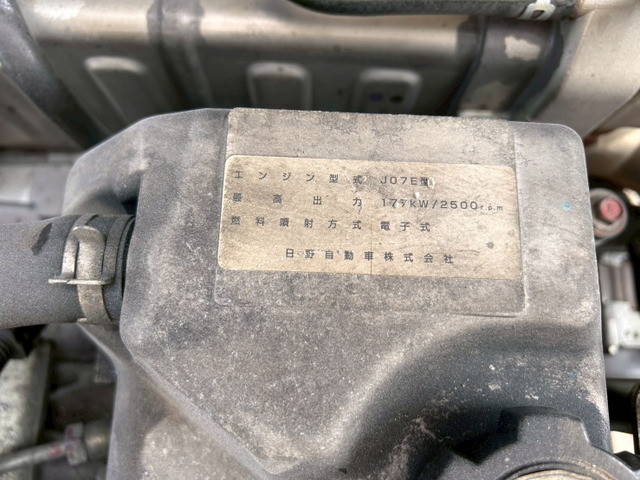 エンジン型式 J07E型
最高出力 177kW/2500r.p.m
燃料噴射方式 電子式
日野自動車株式会社